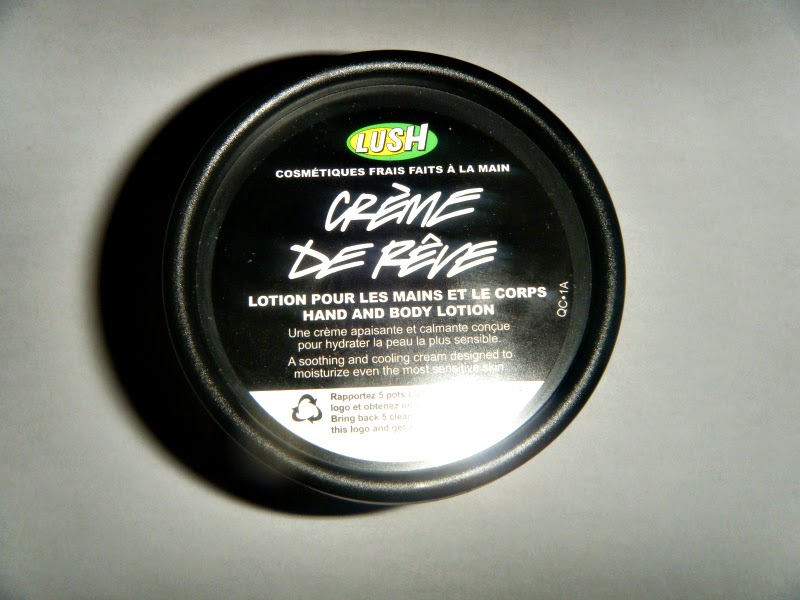 LUSH
COSMÉTIQUES FRAIS FAITS À LA MAIN
CRÈME
DE RÊVE
LOTION POUR LES MAINS ET LE CORPS
HAND AND BODY LOTION
Une crème apaisante et calmante conçue
pour hydrater la peau la plus sensible.
A soothing and cooling cream designed to
moisturize even the most sensitive skin
QC•1A
Rapportez 5 pots
logo et obtenez
Bring back 5 clean
this logo and get